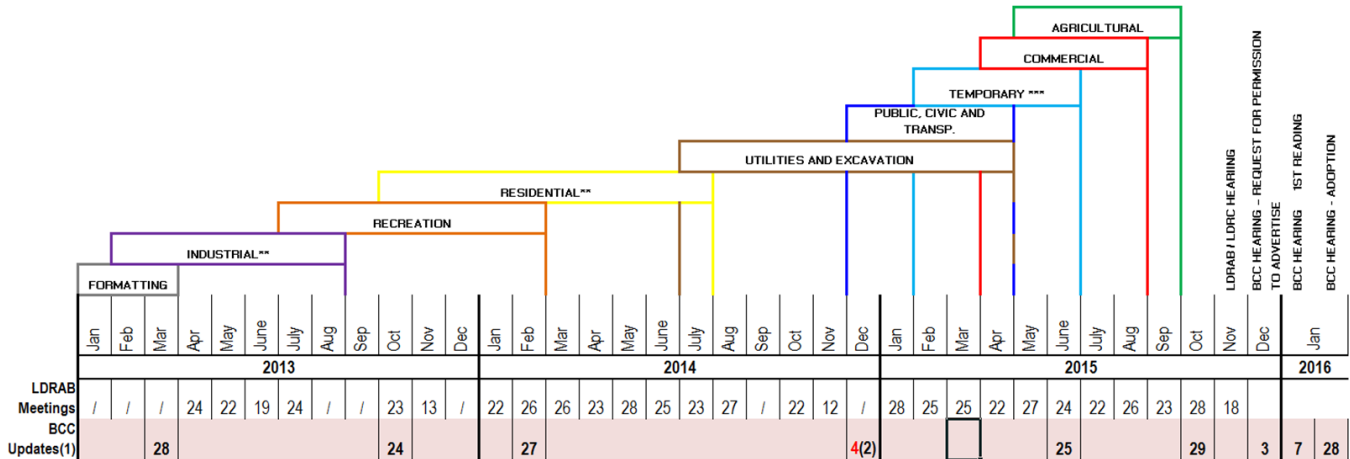 AGRICULTURAL
COMMERCIAL
TEMPORARY ***
PUBLIC, CIVIC AND
TRANSP.
UTILITIES AND EXCAVATION
RESIDENTIAL**
RECREATION
INDUSTRIAL**
FORMATTING
LDRAB / LDRC HEARING
BCC HEARING – REQUEST FOR PERMISSION
TO ADVERTISE
BCC HEARING 1ST READING
BCC HEARING - ADOPTION
Jan Feb Mar Apr May June July Aug Sep Oct Nov Dec Jan Feb Mar Apr May June July Aug Sep Oct Nov Dec Jan Feb Mar Apr May June July Aug Sep Oct Nov Dec Jan
2013 2014 2015 2016
LDRAB
Meetings / / / 24 22 19 24 / / 23 13 / 22 26 26 23 28 25 23 27 / 22 12 / 28 25 25 22 27 24 22 26 23 28 18
BCC
Updates(1) 28 24 27 4(2) 25 29 3 7 28